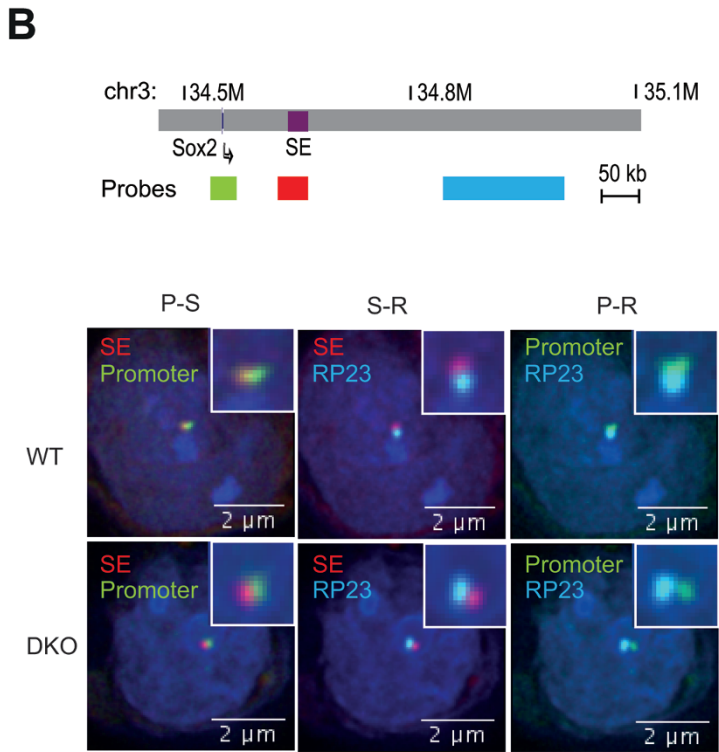 B
chr3: 34.5M 34.8M 35.1M
Sox2 SE
Probes 50 kb
P-S S-R P-R
WT
SE
Promoter
2 µm
SE
RP23
2 µm
Promoter
RP23
2 µm
DKO
SE
Promoter
2 µm
SE
RP23
2 µm
Promoter
RP23
2 µm